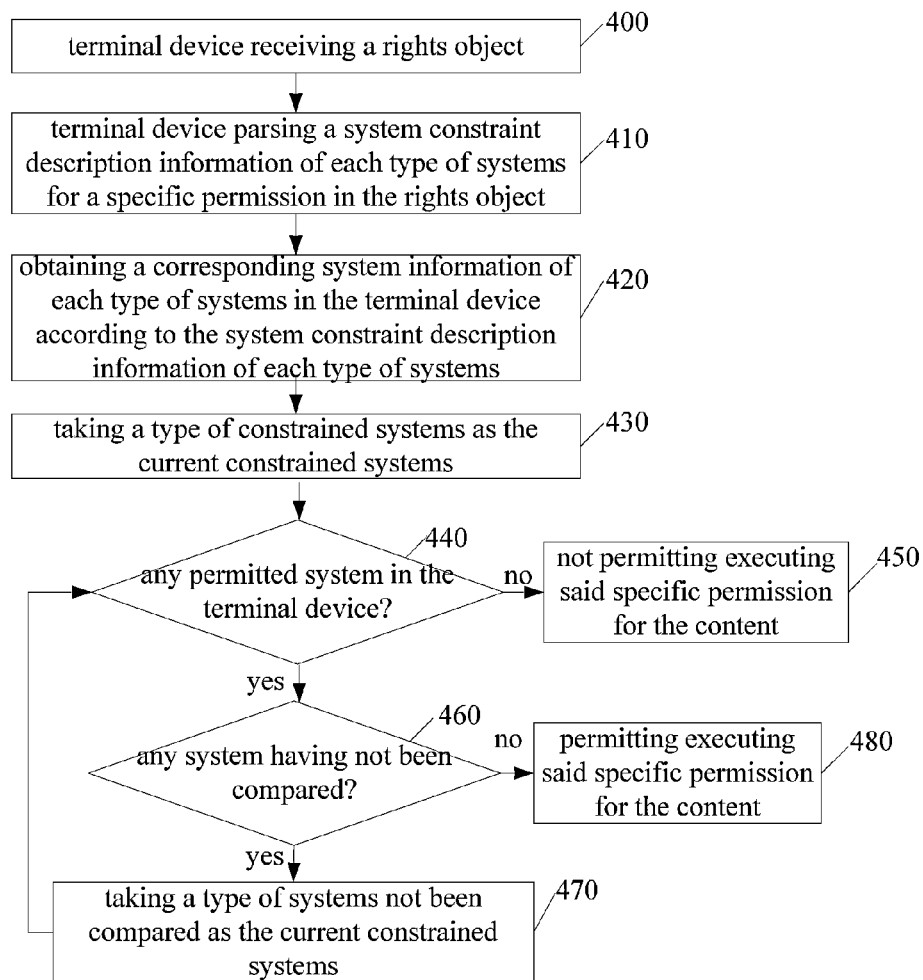 400
terminal device receiving a rights object
terminal device parsing a system constraint
description information of each type of systems
for a specific permission in the rights object
410
obtaining a corresponding system information of
each type of systems in the terminal device
according to the system constraint description
information of each type of systems
420
taking a type of constrained systems as the
current constrained systems
430
440
any permitted system in the
terminal device?
no
not permitting executing
said specific permission
for the content
450
yes
460
any system having not been
compared?
no
permitting executing
said specific permission
for the content
480
yes
taking a type of systems not been
compared as the current constrained
systems
470